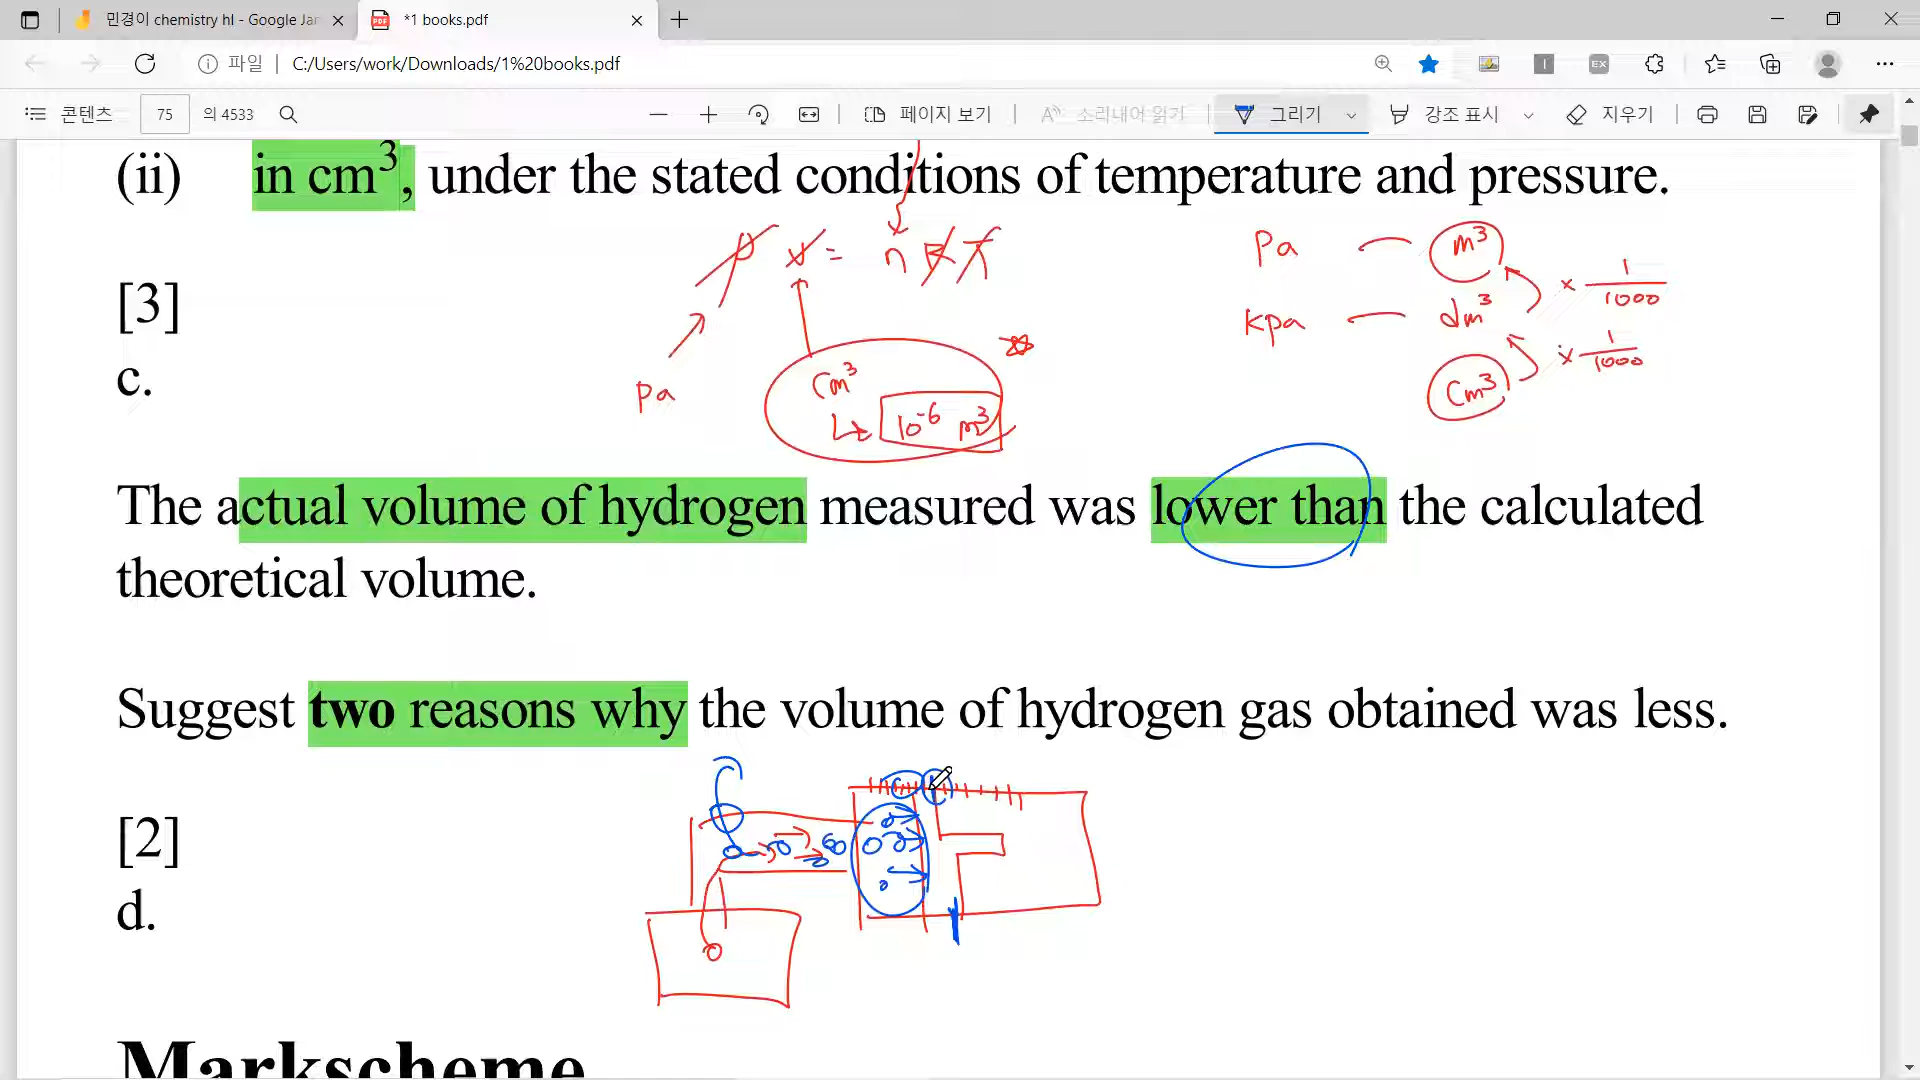 민경이 chemistry hl - Google Jar
*1 books.pdf
파일 C:/Users/work/Downloads/1%20books.pdf
콘텐츠 75 의 4533 페이지 보기 소리내어 읽기 그리기 강조 표시 지우기
(ii) in cm³, under the stated conditions of temperature and pressure.
P V = n R T
Pa — m³
× 1/1000
[3]
Kpa — dm³
× 1/1000
c.
Pa
Cm³
Cm³
10⁻⁶ m³
The actual volume of hydrogen measured was lower than the calculated
theoretical volume.
Suggest two reasons why the volume of hydrogen gas obtained was less.
[2]
d.
Markscheme